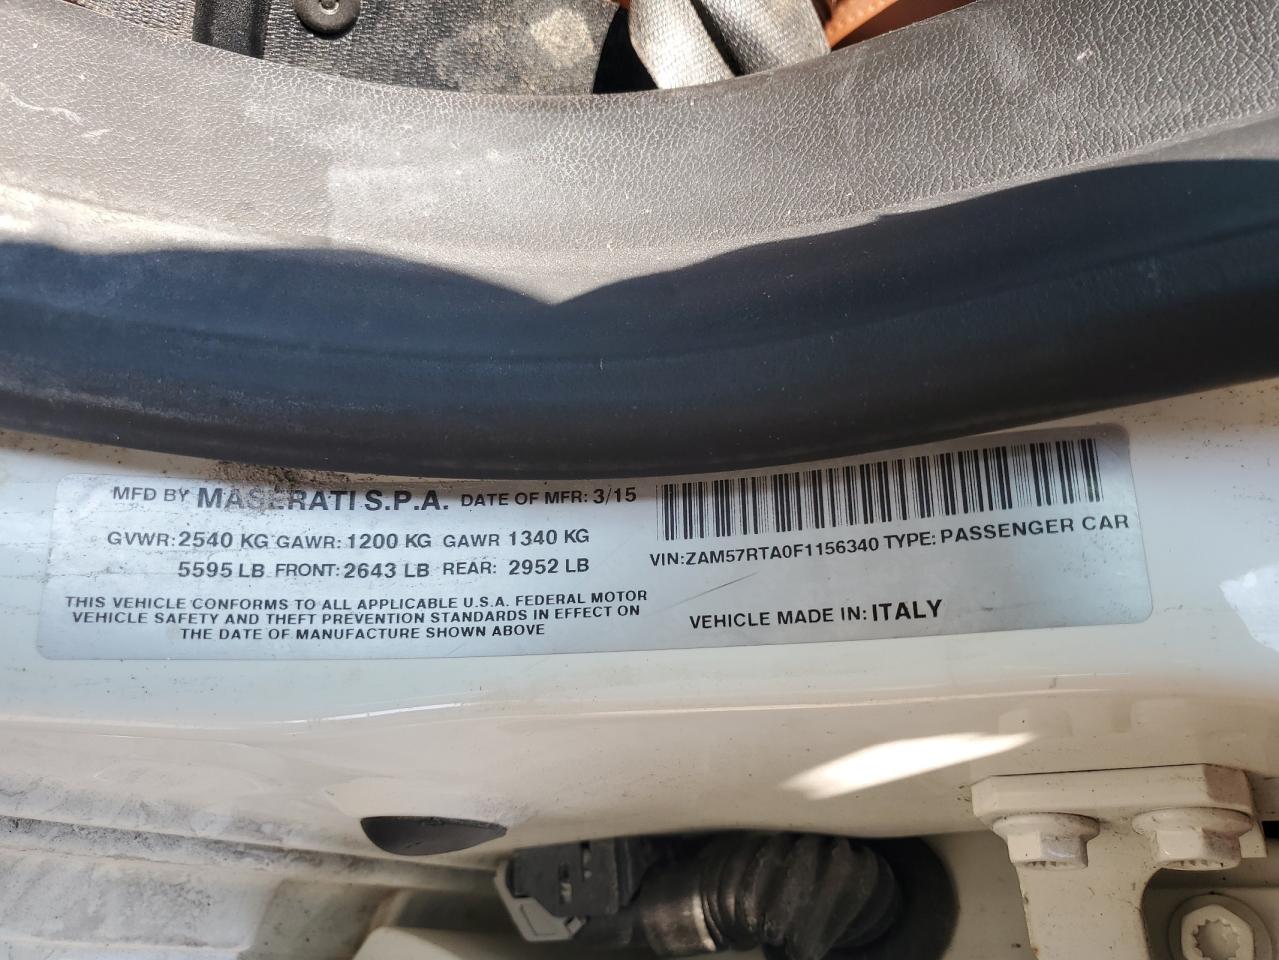 MFD BY MASERATI S.P.A. DATE OF MFR: 3/15
GVWR: 2540 KG GAWR: 1200 KG GAWR 1340 KG
5595 LB FRONT: 2643 LB REAR: 2952 LB
THIS VEHICLE CONFORMS TO ALL APPLICABLE U.S.A. FEDERAL MOTOR
VEHICLE SAFETY AND THEFT PREVENTION STANDARDS IN EFFECT ON
THE DATE OF MANUFACTURE SHOWN ABOVE
VIN: ZAM57RTA0F1156340 TYPE: PASSENGER CAR
VEHICLE MADE IN: ITALY